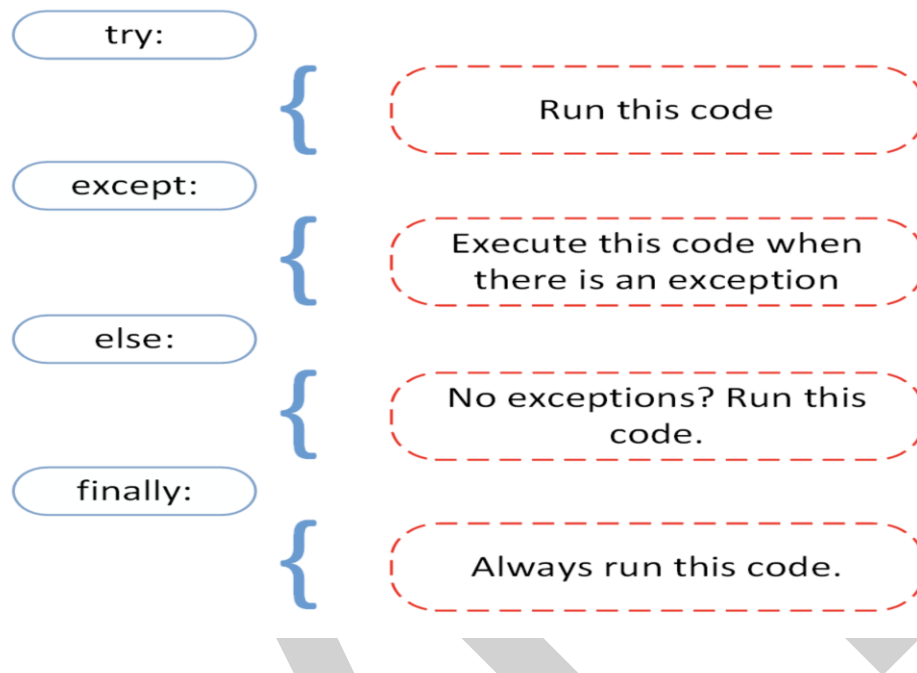 try:
Run this code
except:
Execute this code when
there is an exception
else:
No exceptions? Run this
code.
finally:
Always run this code.